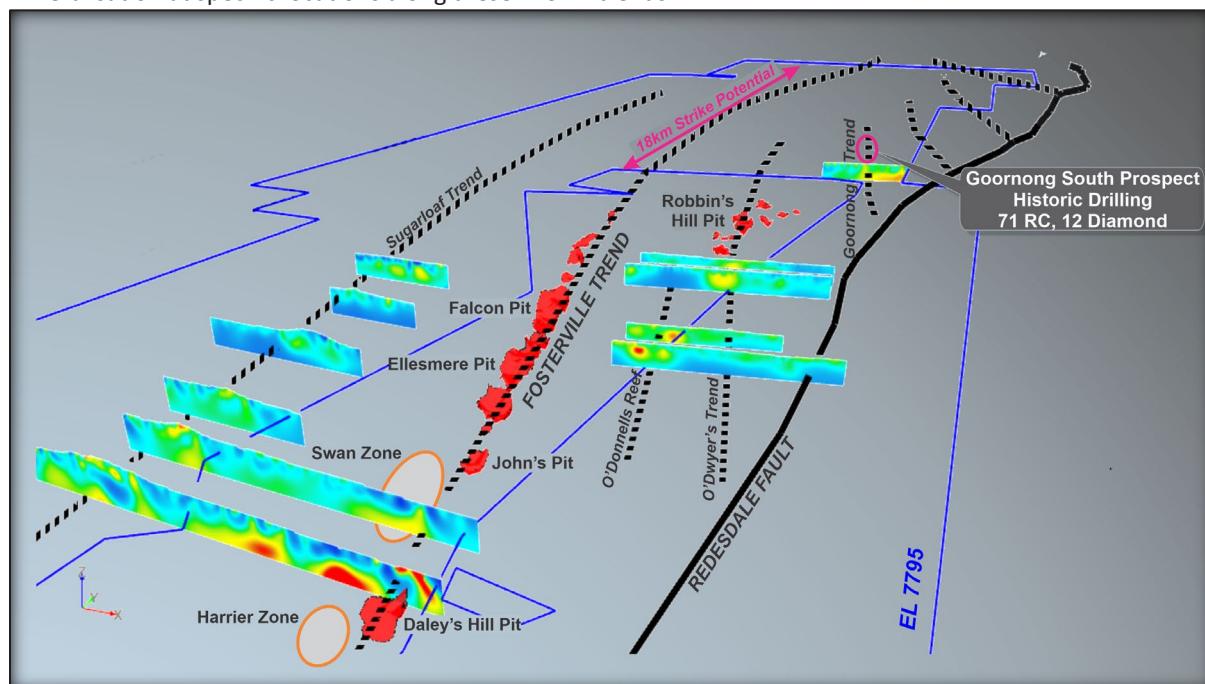 18km Strike Potential
Sugarloaf Trend
Goornong Trend
Goornong South Prospect
Historic Drilling
71 RC, 12 Diamond
Robbin's
Hill Pit
Falcon Pit
FOSTERVILLE TREND
Ellesmere Pit
Swan Zone
John's Pit
O'Donnells Reef
O'Dwyer's Trend
REDESDALE FAULT
EL 7795
Z
Y
X
Harrier Zone
Daley's Hill Pit